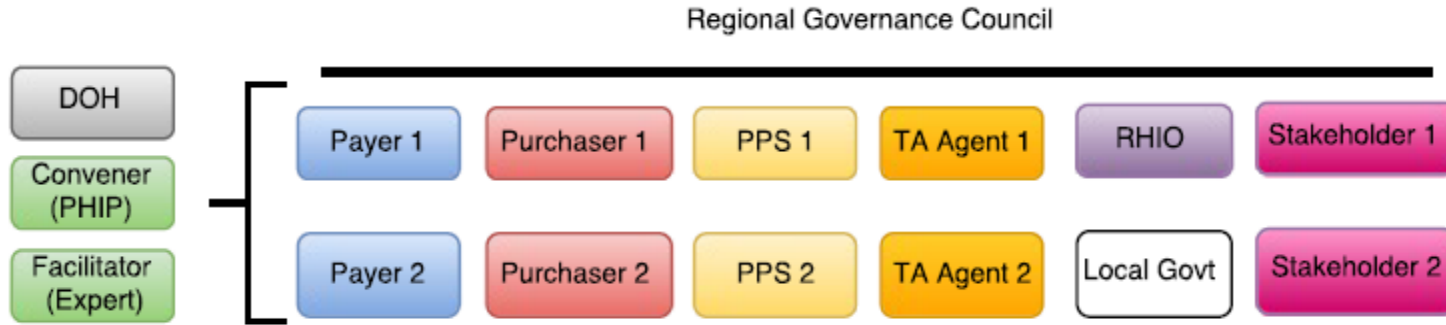 Regional Governance Council
DOH
Convener
(PHIP)
Facilitator
(Expert)
Payer 1
Purchaser 1
PPS 1
TA Agent 1
RHIO
Stakeholder 1
Payer 2
Purchaser 2
PPS 2
TA Agent 2
Local Govt
Stakeholder 2